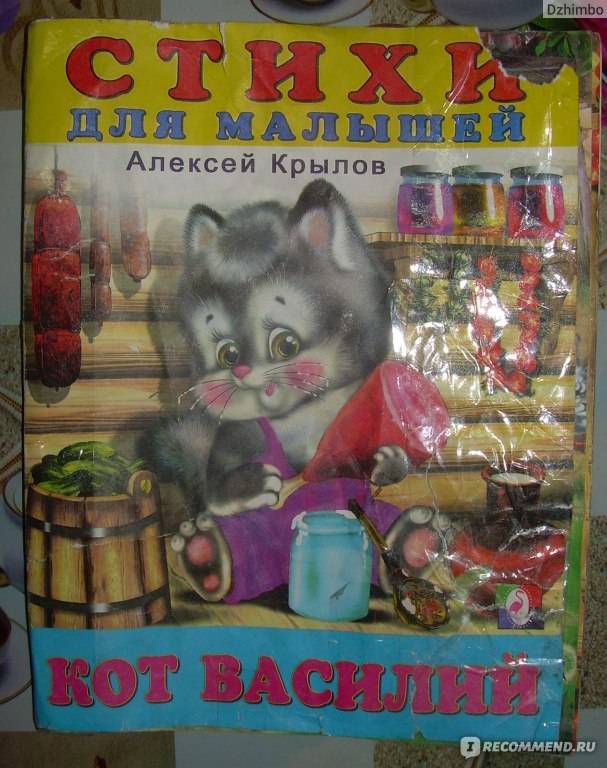 Dzhimbo
СТИХИ
ДЛЯ МАЛЫШЕЙ
Алексей Крылов
КОТ ВАСИЛИЙ
I RECOMMEND.RU